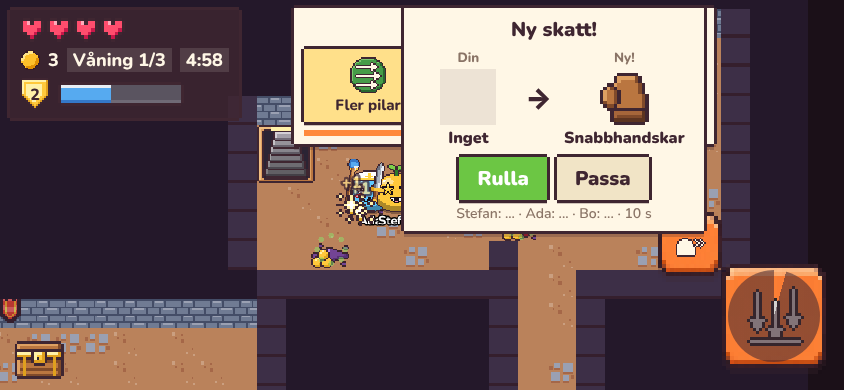 3 Våning 1/3 4:58
2
Fler pilar
Ny skatt!
Din Ny!
Inget Snabbhandskar
Rulla Passa
Stefan: ... · Ada: ... · Bo: ... · 10 s